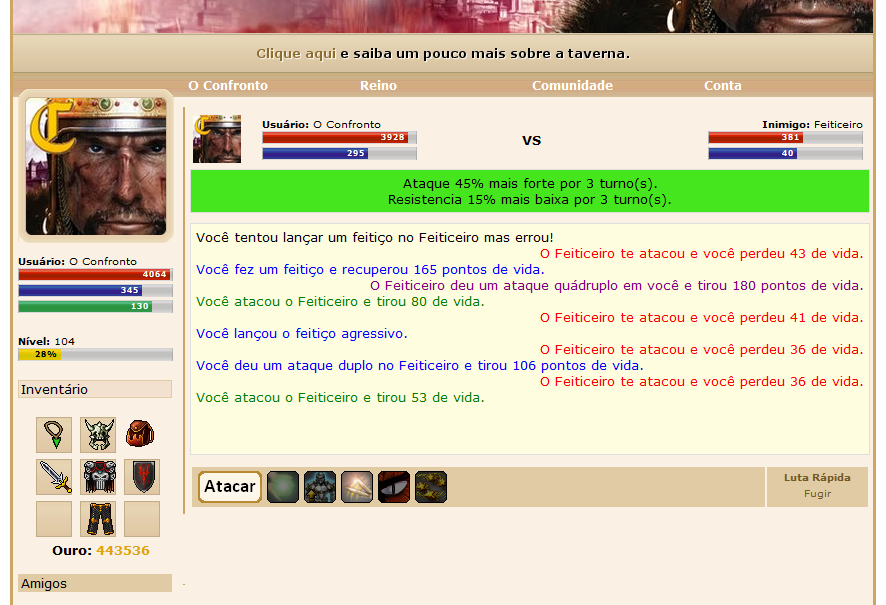 Clique aqui e saiba um pouco mais sobre a taverna.
O Confronto Reino Comunidade Conta
Usuário: O Confronto
3928
295
VS
Inimigo: Feiticeiro
381
40
Ataque 45% mais forte por 3 turno(s).
Resistencia 15% mais baixa por 3 turno(s).
Você tentou lançar um feitiço no Feiticeiro mas errou!
O Feiticeiro te atacou e você perdeu 43 de vida.
Você fez um feitiço e recuperou 165 pontos de vida.
O Feiticeiro deu um ataque quádruplo em você e tirou 180 pontos de vida.
Você atacou o Feiticeiro e tirou 80 de vida.
O Feiticeiro te atacou e você perdeu 41 de vida.
Você lançou o feitiço agressivo.
O Feiticeiro te atacou e você perdeu 36 de vida.
Você deu um ataque duplo no Feiticeiro e tirou 106 pontos de vida.
O Feiticeiro te atacou e você perdeu 36 de vida.
Você atacou o Feiticeiro e tirou 53 de vida.
Atacar
Luta Rápida
Fugir
Usuário: O Confronto
4064
345
130
Nível: 104
28%
Inventário
Ouro: 443536
Amigos